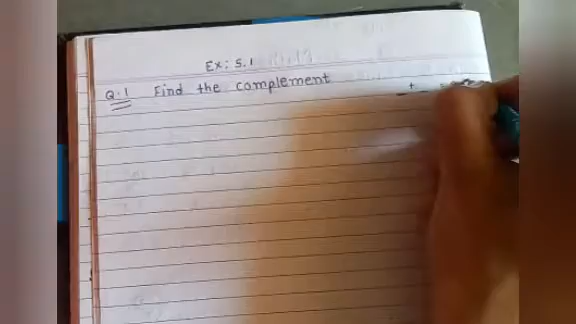 Ex: 5.1
Q.1 Find the complement